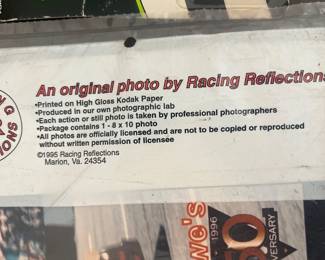 An original photo by Racing Reflections
•Printed on High Gloss Kodak Paper
•Produced in our own photographic lab
•Each action or still photo is taken by professional photographers
•Package contains 1 - 8 x 10 photo
•All photos are officially licensed and are not to be copied or reproduced
without written permission of licensee
©1995 Racing Reflections
Marion, Va. 24354
1996
50